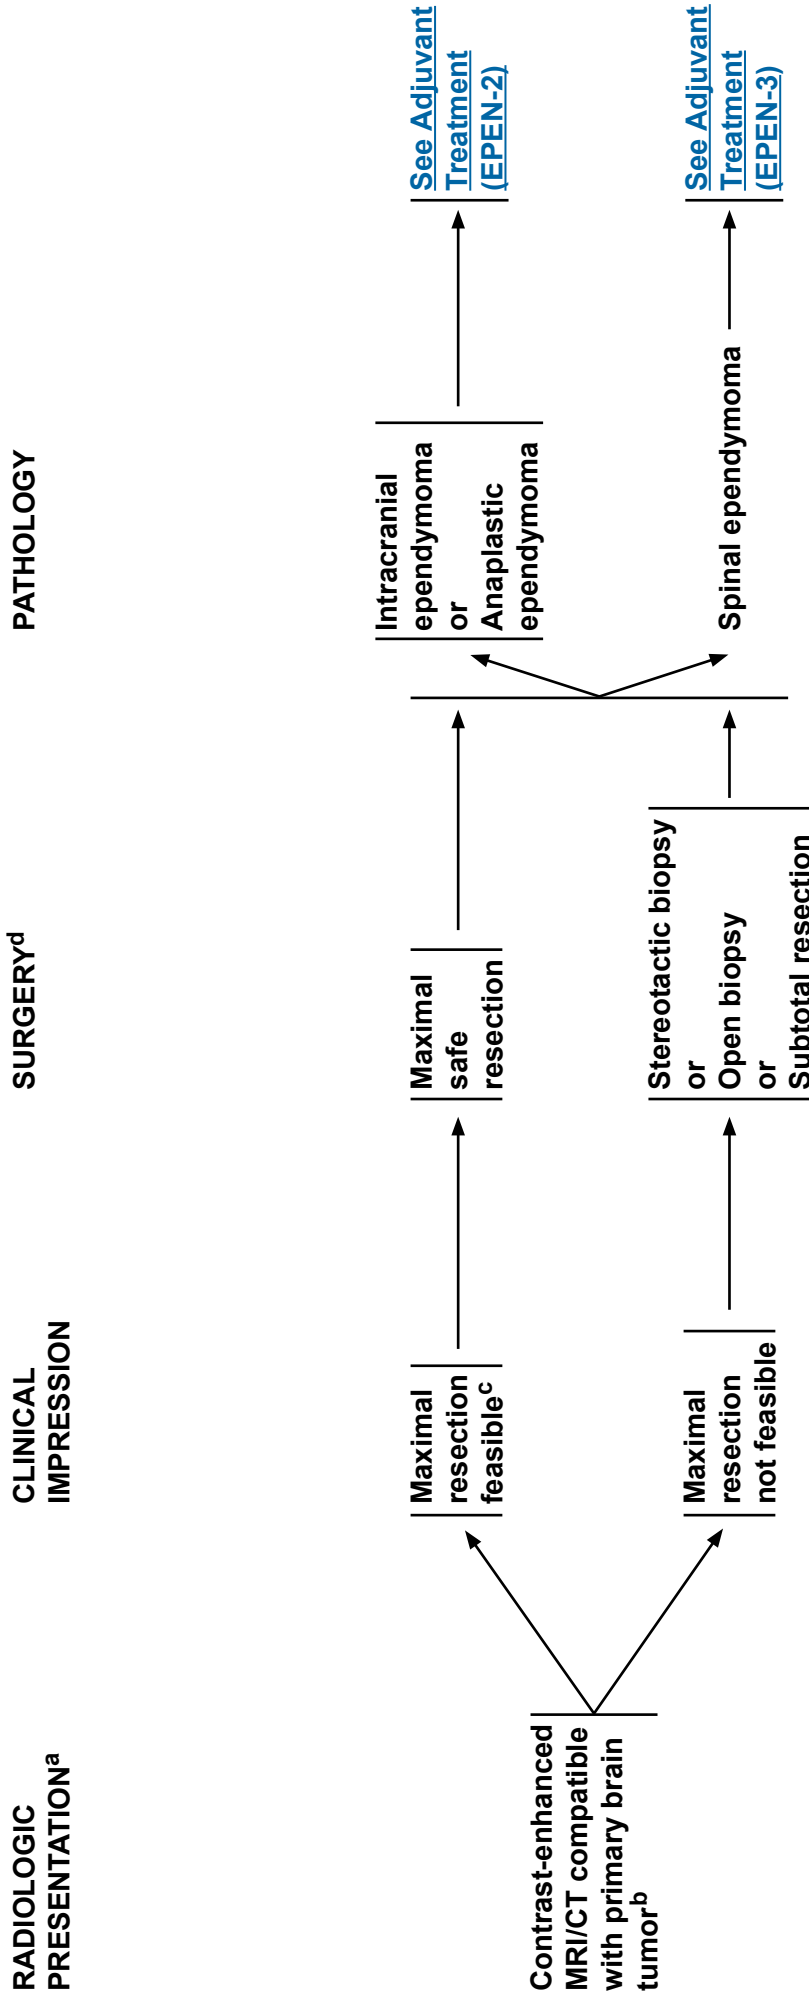 RADIOLOGIC
PRESENTATIONa
CLINICAL
IMPRESSION
SURGERYd
PATHOLOGY
Contrast-enhanced
MRI/CT compatible
with primary brain
tumorb
Maximal
resection
feasiblec
Maximal
safe
resection
Intracranial
ependymoma
or
Anaplastic
ependymoma
See Adjuvant
Treatment
(EPEN-2)
Maximal
resection
not feasible
Stereotactic biopsy
or
Open biopsy
or
Subtotal resection
Spinal ependymoma
See Adjuvant
Treatment
(EPEN-3)